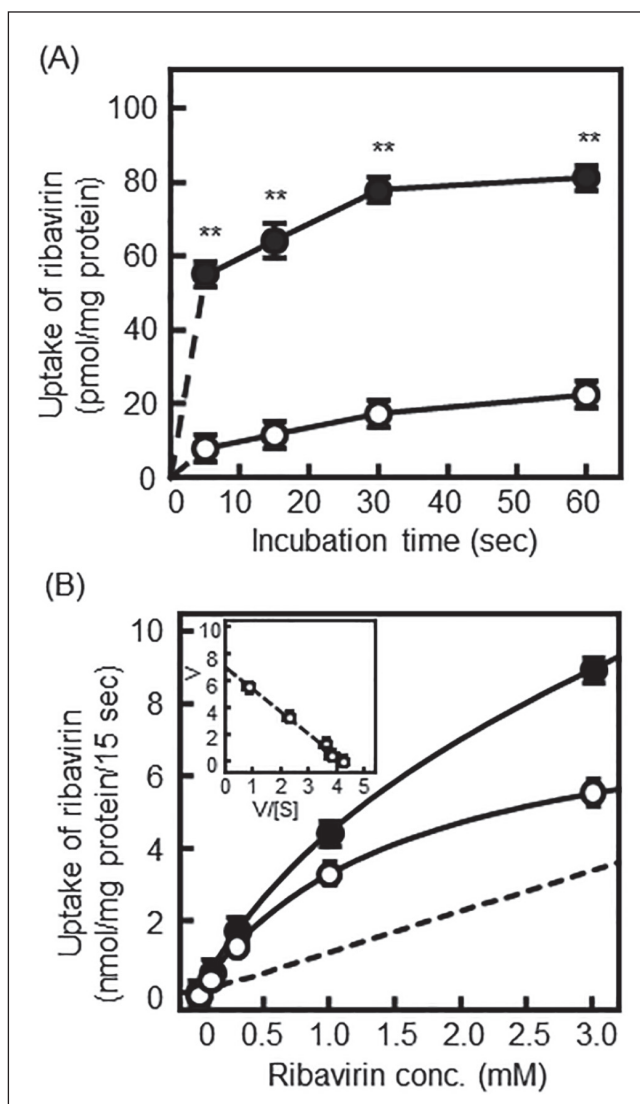 (A)
100
80
60
40
20
0
**
**
**
**
Uptake of ribavirin
(pmol/mg protein)
0 10 20 30 40 50 60
Incubation time (sec)
(B)
10
8
6
4
2
0
Uptake of ribavirin
(nmol/mg protein/15 sec)
10
8
6
4
2
0
V
0 1 2 3 4 5
V/[S]
0 0.5 1.0 1.5 2.0 2.5 3.0
Ribavirin conc. (mM)